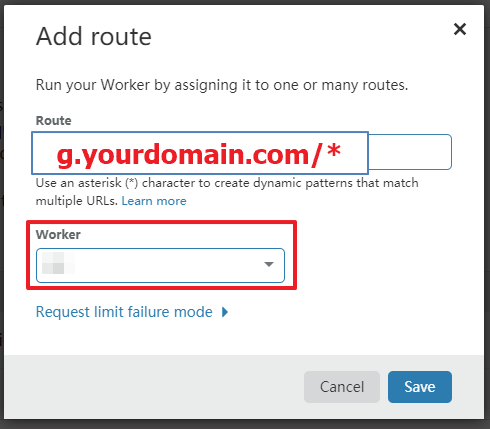 Add route
Run your Worker by assigning it to one or many routes.
Route
g.yourdomain.com/*
Use an asterisk (*) character to create dynamic patterns that match
multiple URLs. Learn more
Worker
Request limit failure mode
Cancel Save